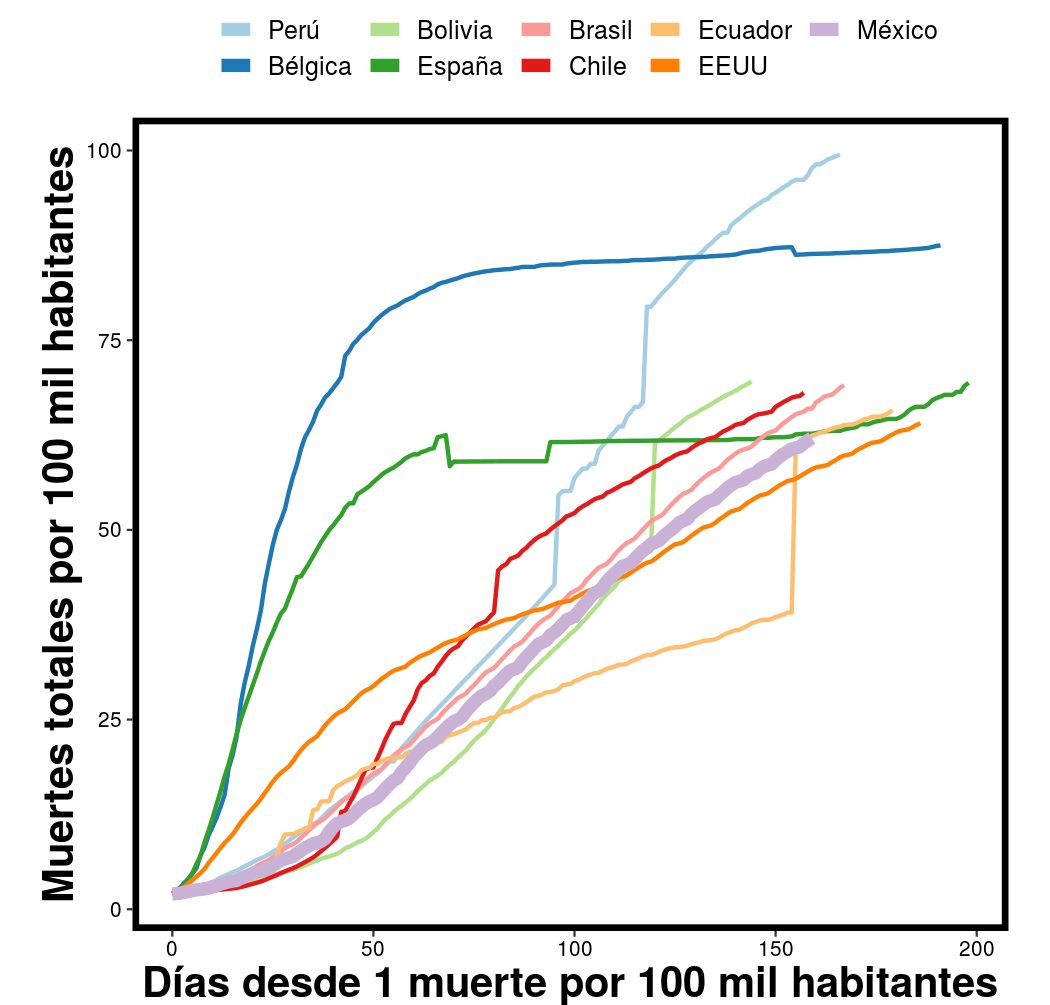 Perú Bolivia Brasil Ecuador México
Bélgica España Chile EEUU
Muertes totales por 100 mil habitantes
100
75
50
25
0
0 50 100 150 200
Días desde 1 muerte por 100 mil habitantes